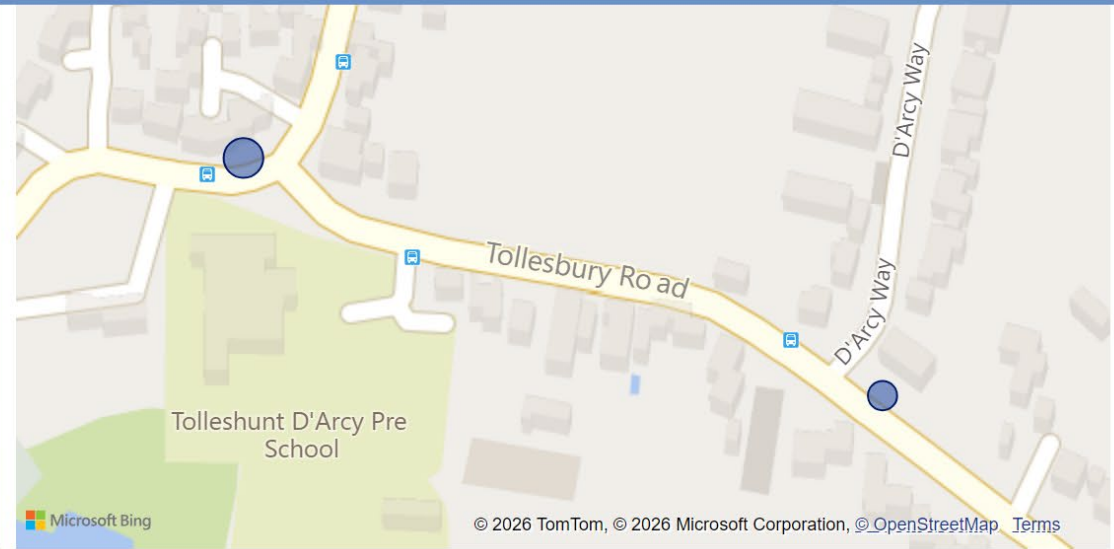 D'Arcy Way
Tollesbury Road
D'Arcy Way
Tolleshunt D'Arcy Pre
School
Microsoft Bing
© 2026 TomTom, © 2026 Microsoft Corporation, © OpenStreetMap Terms